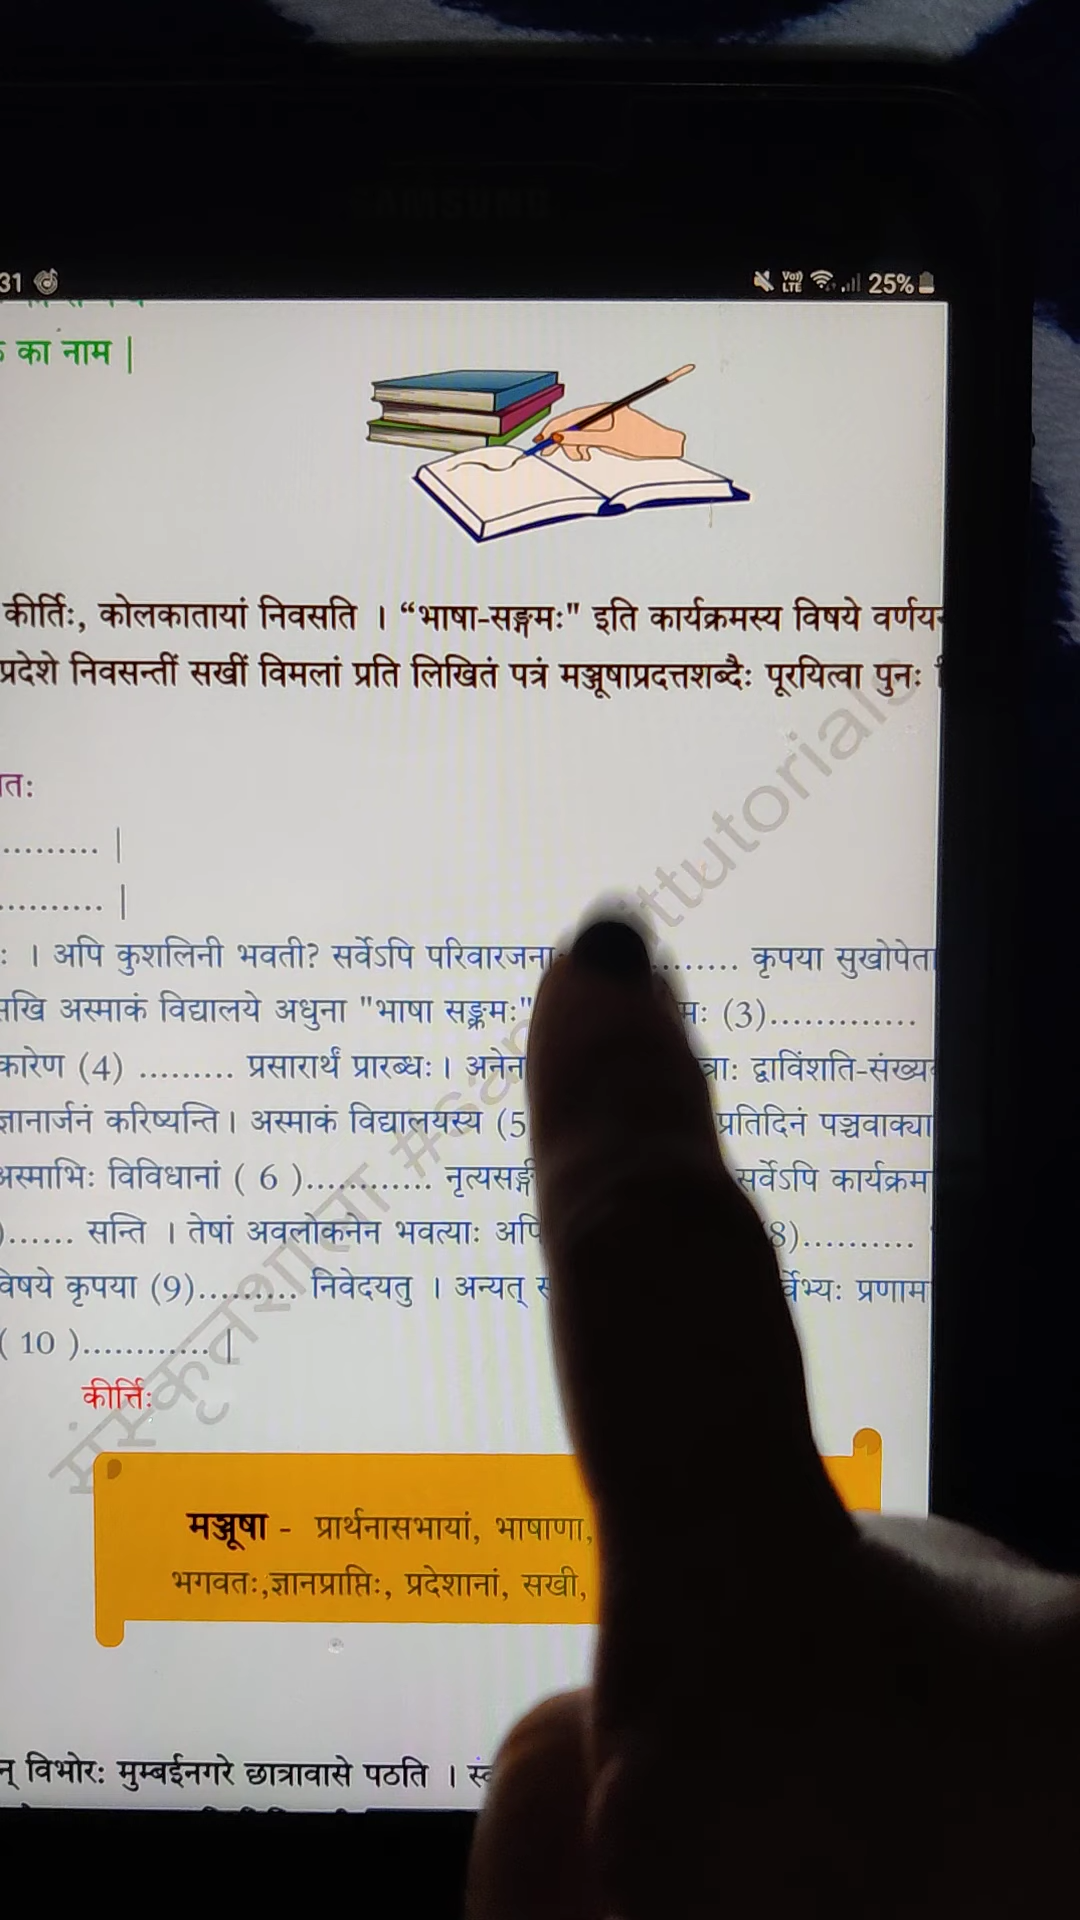 SAMSUNG
31 25%
का नाम |
कीर्तिः, कोलकातायां निवसति । “भाषा-सङ्गमः" इति कार्यक्रमस्य विषये
प्रदेशे निवसन्तीं सखीं विमलां प्रति लिखितं पत्रं मञ्जूषाप्रदत्तशब्दैः पूरयित्वा पुनः
.......... |
.......... |
। अपि कुशलिनी भवती? सर्वेऽपि परिवारजनाः ........ कृपया सुखोपेता
अस्माकं विद्यालये अधुना "भाषा सङ्कमः" मः (3).............
(4) ......... प्रसारार्थं प्रारब्धः । अनेन द्वाविंशति-संख्य
ज्ञानार्जनं करिष्यन्ति। अस्माकं विद्यालयस्य (5 प्रतिदिनं पञ्चवाक्या
अस्माभिः विविधानां ( 6 )............ नृत्यसङ्गी सर्वेऽपि कार्यक्रम
)...... सन्ति । तेषां अवलोकनेन भवत्याः अपि 8)..........
विषये कृपया (9)......... निवेदयतु । अन्यत् प्रणाम
( 10 )............ |
कीर्त्तिः
मञ्जूषा - प्रार्थनासभायां, भाषाणा,
भगवतः,ज्ञानप्राप्तिः, प्रदेशानां, सखी,
संस्कृतशाला #sanskrittutorials
विभोरः मुम्बईनगरे छात्रावासे पठति ।